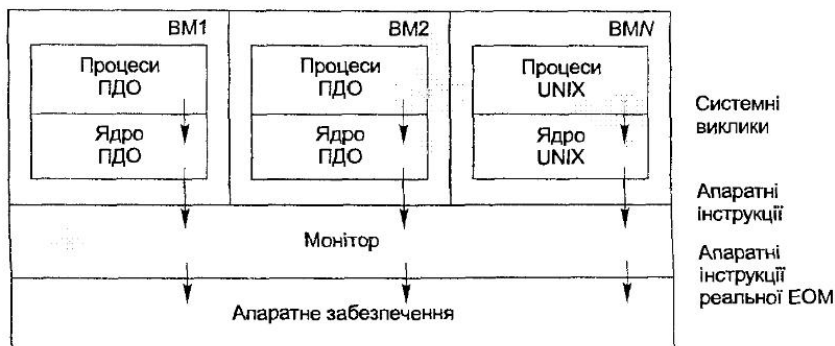 ВМ1
Процеси
ПДО
Ядро
ПДО
ВМ2
Процеси
ПДО
Ядро
ПДО
ВМN
Процеси
UNIX
Ядро
UNIX
Системні
виклики
Апаратні
інструкції
Монітор
Апаратні
інструкції
реальної ЕОМ
Апаратне забезпечення